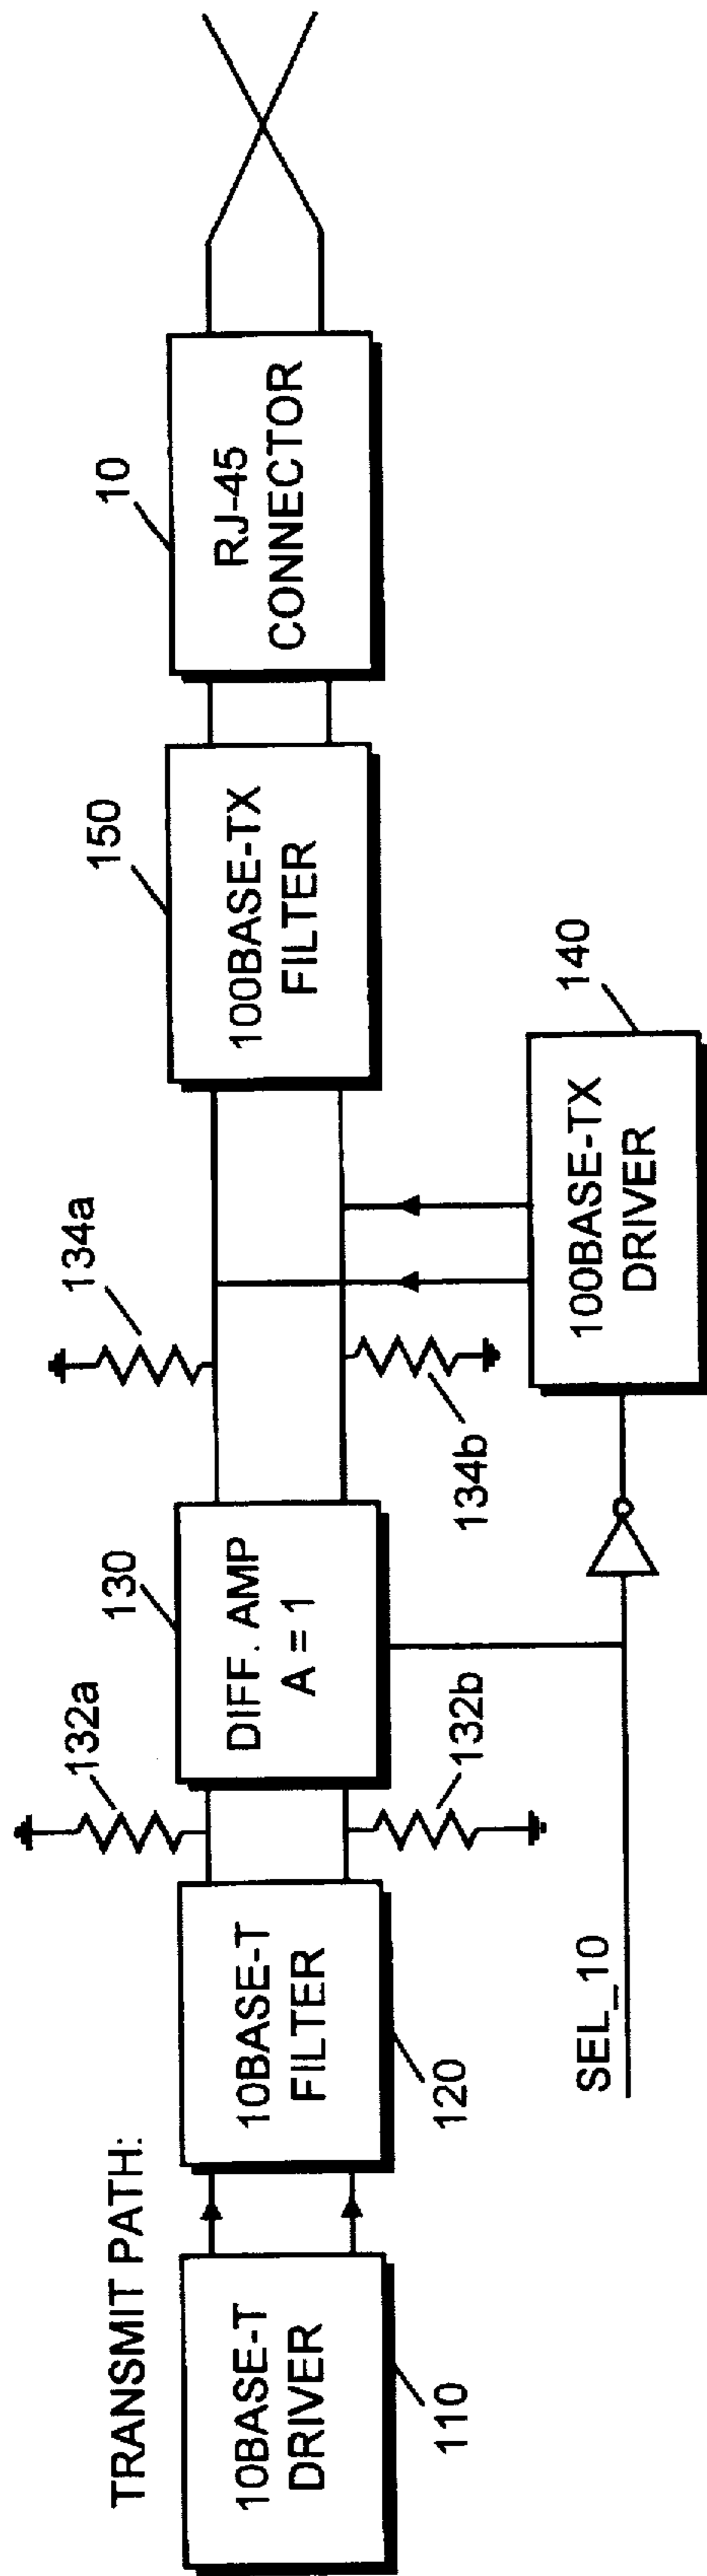 TRANSMIT PATH:
10BASE-T
DRIVER
110
10BASE-T
FILTER
120
132a
132b
130
DIFF. AMP
A = 1
134a
134b
SEL_10
100BASE-TX
DRIVER
140
150
100BASE-TX
FILTER
10
RJ-45
CONNECTOR